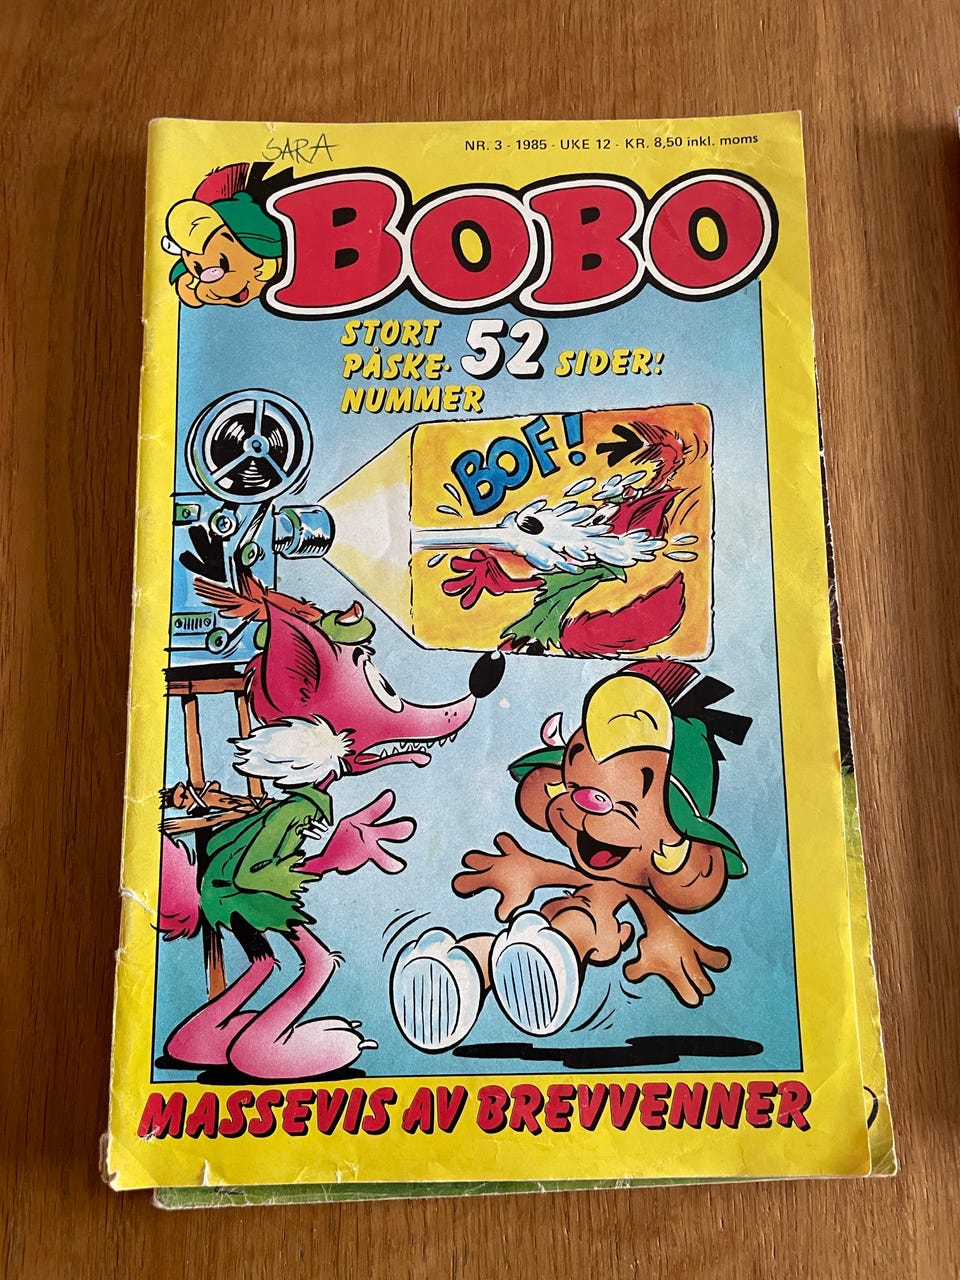 SARA
NR. 3 - 1985 - UKE 12 - KR. 8,50 inkl. moms
BOBO
STORT
PÅSKE-
NUMMER
52 SIDER!
BOF!
MASSEVIS AV BREVVENNER